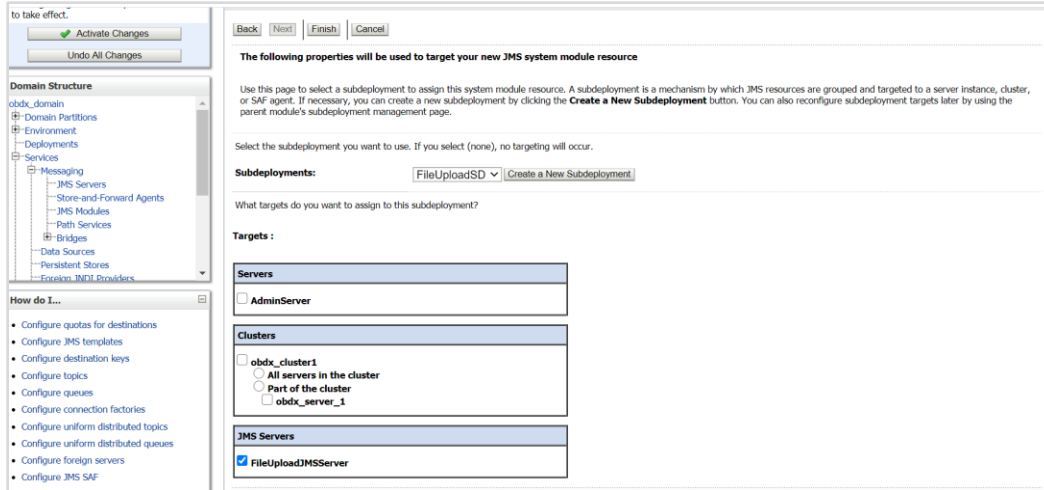 to take effect.
Activate Changes
Undo All Changes
Domain Structure
obdx_domain
Domain Partitions
Environment
Deployments
Services
Messaging
JMS Servers
Store-and-Forward Agents
JMS Modules
Path Services
Bridges
Data Sources
Persistent Stores
Foreign JNDI Providers
How do I...
Configure quotas for destinations
Configure JMS templates
Configure destination keys
Configure topics
Configure queues
Configure connection factories
Configure uniform distributed topics
Configure uniform distributed queues
Configure foreign servers
Configure JMS SAF
Back Next Finish Cancel
The following properties will be used to target your new JMS system module resource
Use this page to select a subdeployment to assign this system module resource. A subdeployment is a mechanism by which JMS resources are grouped and targeted to a server instance, cluster,
or SAF agent. If necessary, you can create a new subdeployment by clicking the Create a New Subdeployment button. You can also reconfigure subdeployment targets later by using the
parent module's subdeployment management page.
Select the subdeployment you want to use. If you select (none), no targeting will occur.
Subdeployments: FileUploadSD Create a New Subdeployment
What targets do you want to assign to this subdeployment?
Targets :
Servers
AdminServer
Clusters
obdx_cluster1
All servers in the cluster
Part of the cluster
obdx_server_1
JMS Servers
FileUploadJMSServer